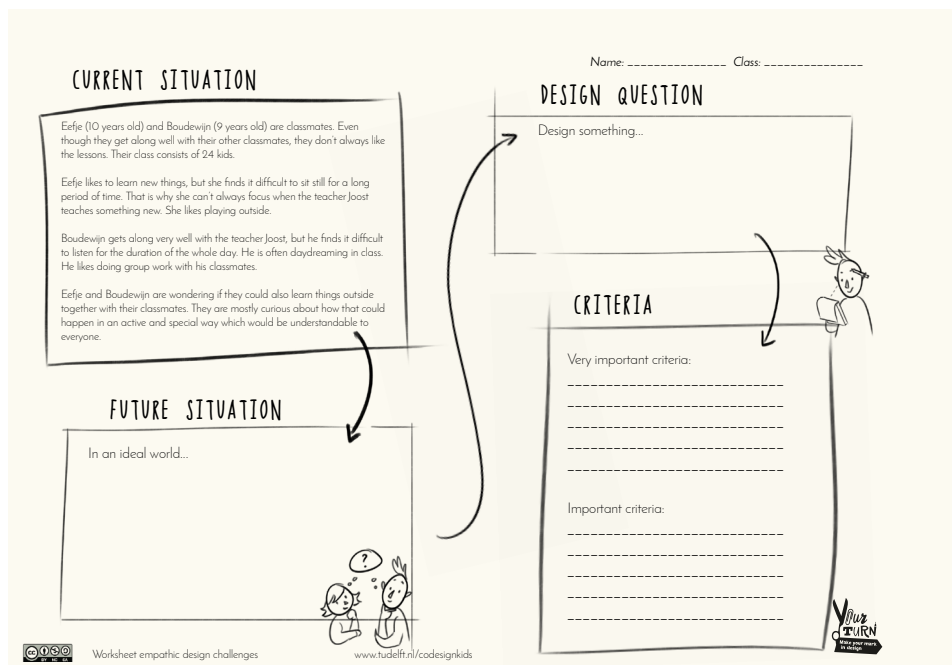 Name: _______________ Class: _______________
CURRENT SITUATION
Eefje (10 years old) and Boudewijn (9 years old) are classmates. Even
though they get along well with their other classmates, they don't always like
the lessons. Their class consists of 24 kids.
Eefje likes to learn new things, but she finds it difficult to sit still for a long
period of time. That is why she can't always focus when the teacher Joost
teaches something new. She likes playing outside.
Boudewijn gets along very well with the teacher Joost, but he finds it difficult
to listen for the duration of the whole day. He is often daydreaming in class.
He likes doing group work with his classmates.
Eefje and Boudewijn are wondering if they could also learn things outside
together with their classmates. They are mostly curious about how that could
happen in an active and special way which would be understandable to
everyone.
FUTURE SITUATION
In an ideal world...
?
DESIGN QUESTION
Design something...
CRITERIA
Very important criteria:
Important criteria:
Your
TURN
Make your mark
in design
CC BY NC SA
Worksheet empathic design challenges
www.tudelft.nl/codesignkids